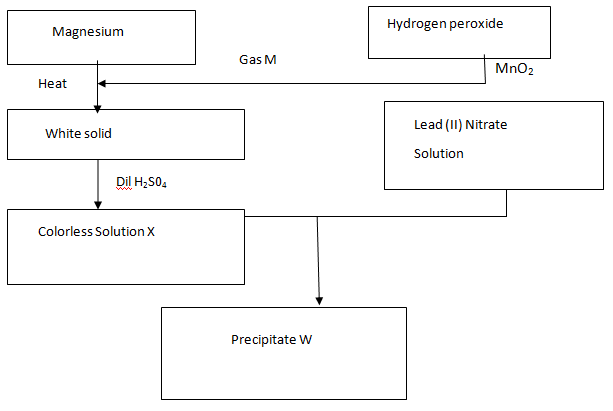 Magnesium
Hydrogen peroxide
Gas M
MnO₂
Heat
White solid
Lead (II) Nitrate
Solution
Dil H₂S0₄
Colorless Solution X
Precipitate W